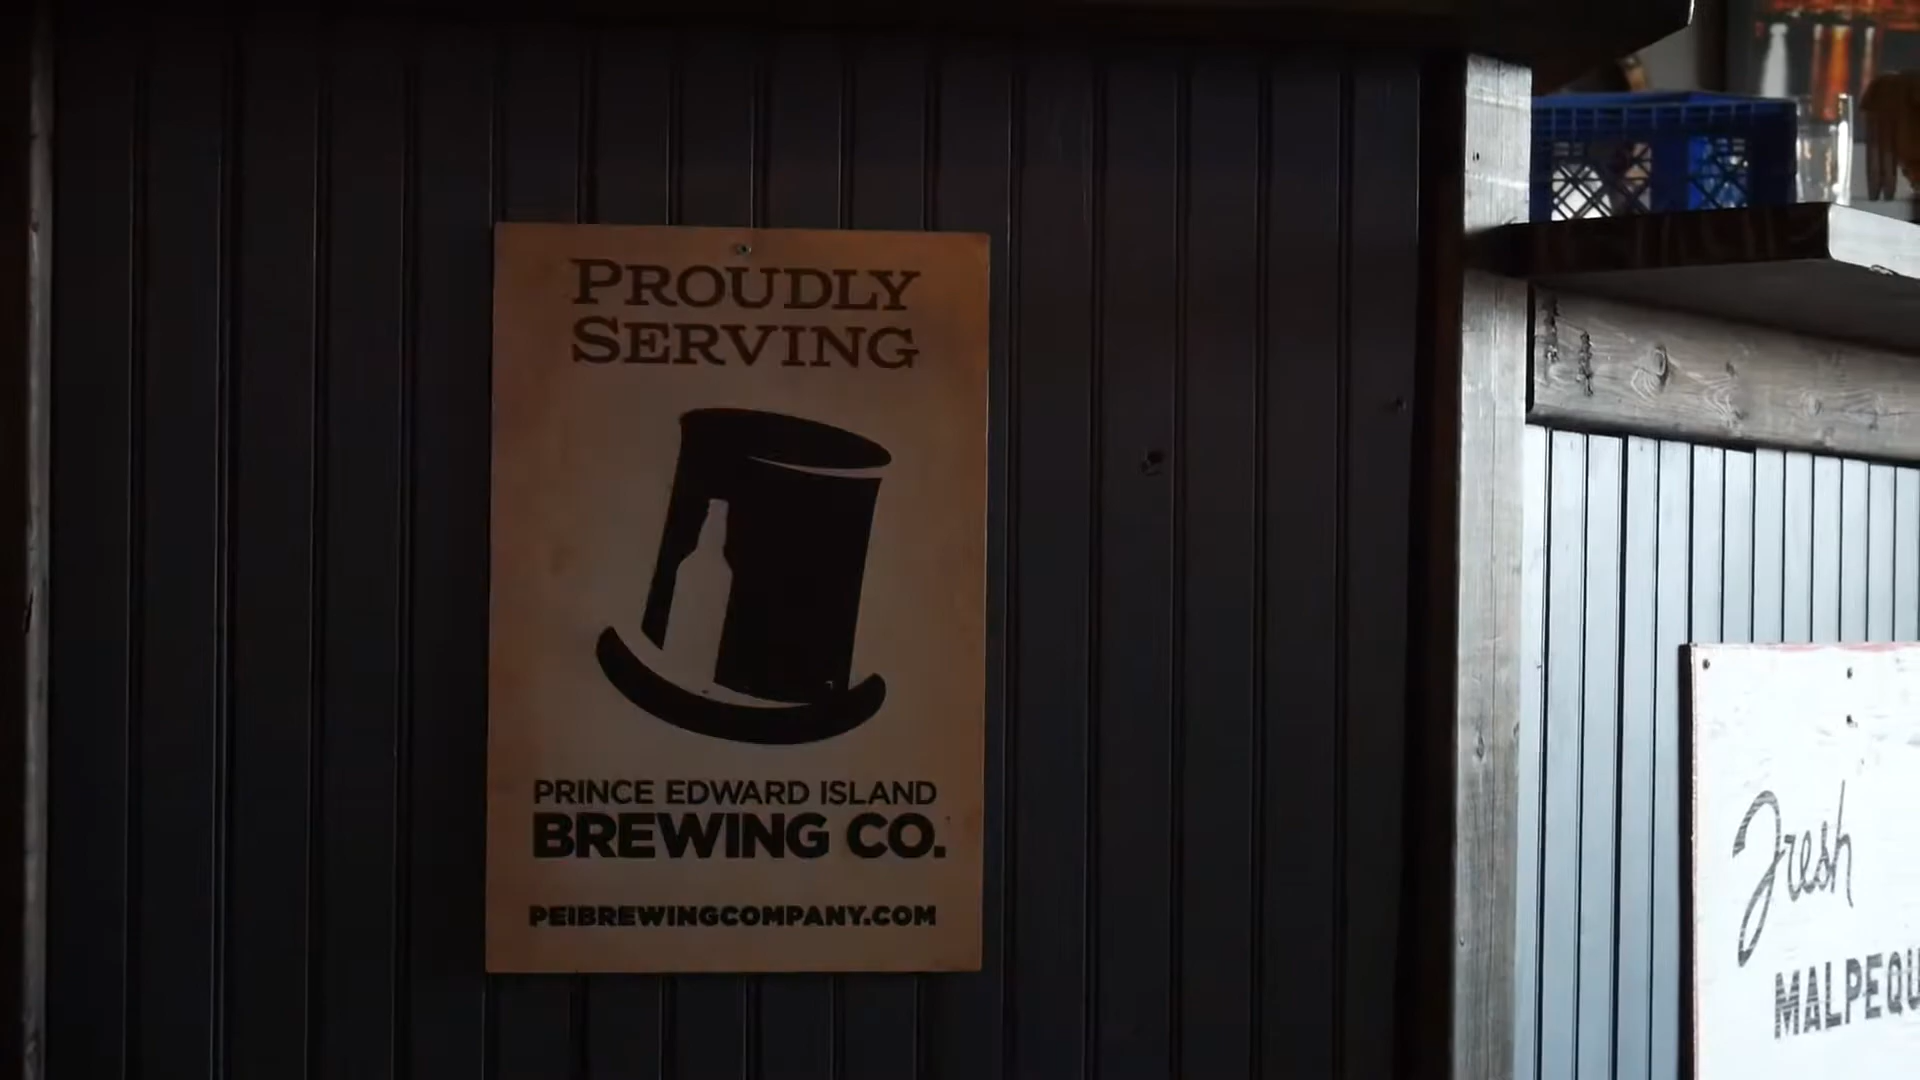 PROUDLY
SERVING
PRINCE EDWARD ISLAND
BREWING CO.
PEIBREWINGCOMPANY.COM
Fresh
MALPEQU